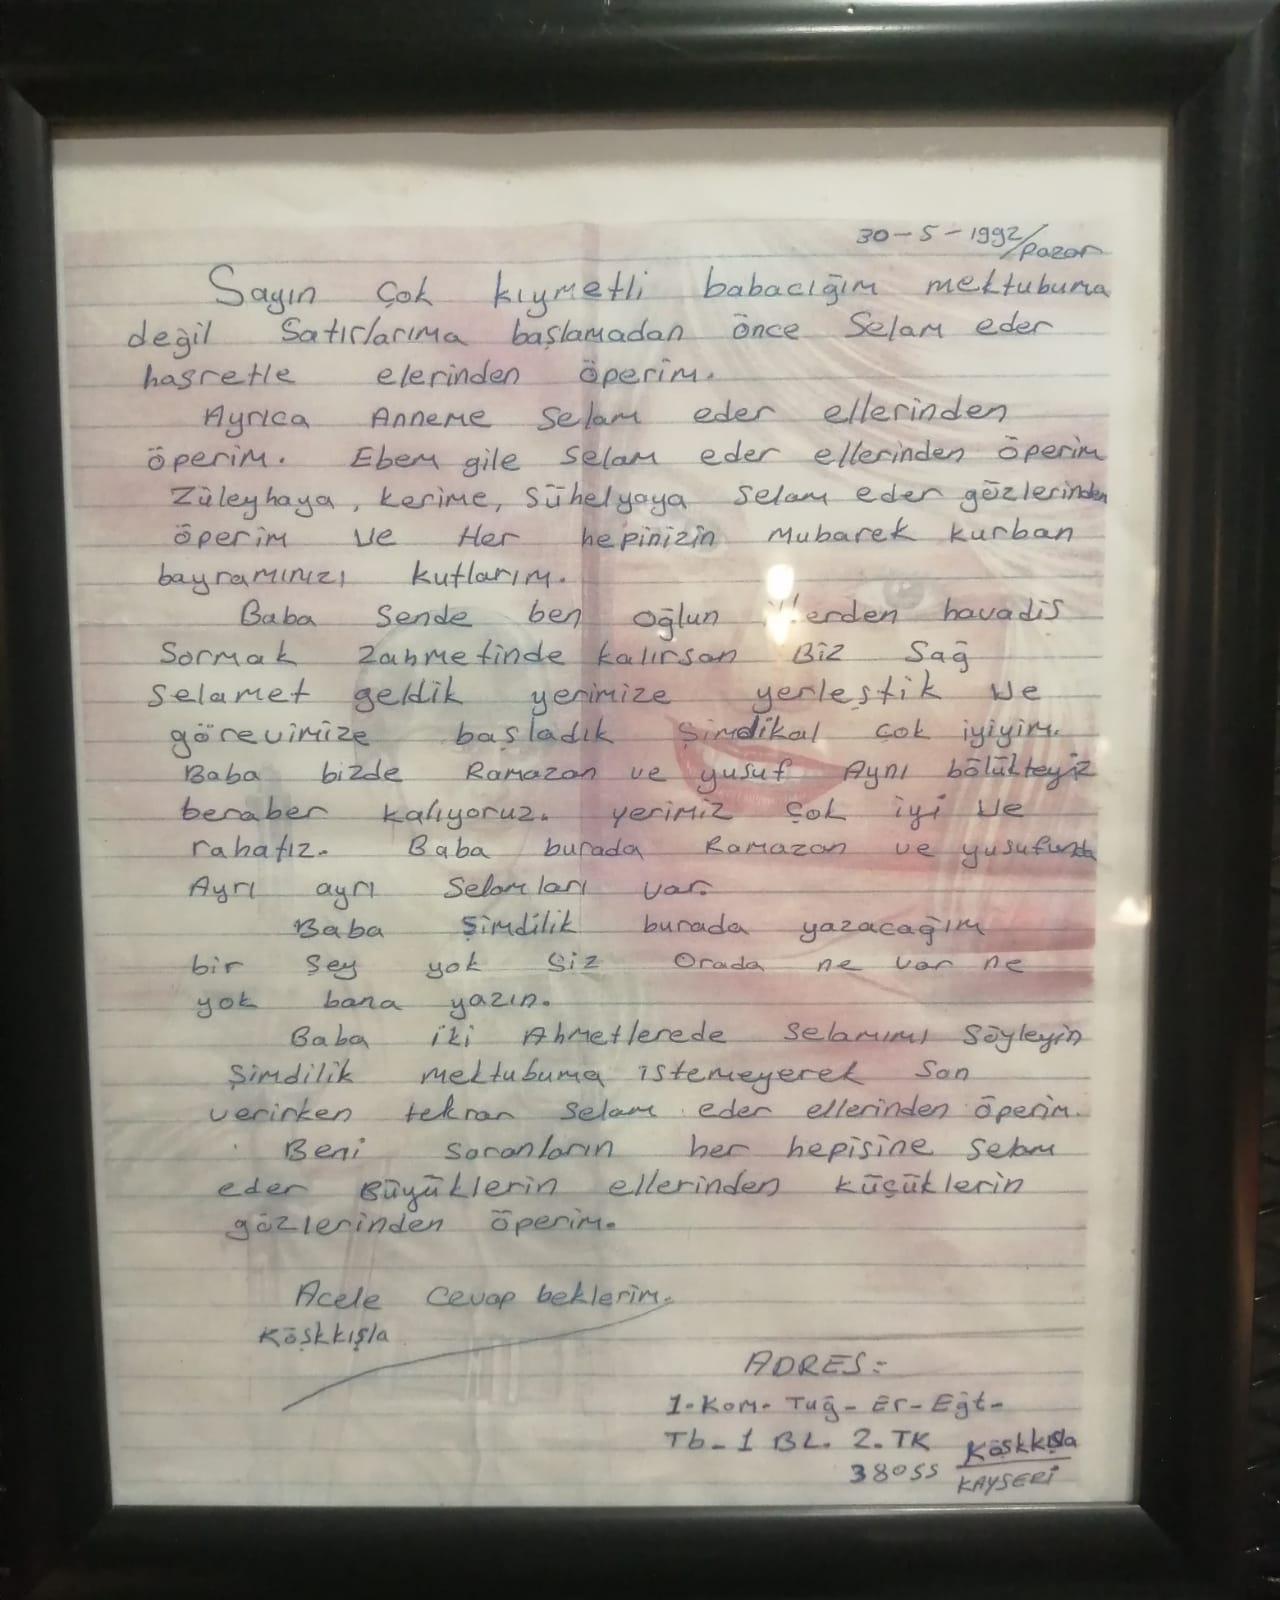 30-5-1992/pazar
Sayın çok kıymetli babacığım mektubuma
değil Satırlarıma başlamadan önce Selam eder
hasretle elerinden öperim.
Ayrıca Anneme Selam eder ellerinden
öperim. Ebem gile selam eder ellerinden öperim
Züleyhaya, kerime, Sühelyaya selam eder gözlerinden
öperim ve Her hepinizin mubarek kurban
bayramınızı kutlarım.
Baba Sende ben oğlun havadis
Sormak zahmetinde kalırsan Biz Sağ
Selamet geldik yerimize yerleştik ve
görevimize başladık Şimdikal çok iyiyim.
Baba bizde Ramazan ve yusuf Aynı bölükteyiz
beraber kalıyoruz. yerimiz çok iyi ve
rahatız. Baba burada Ramazan ve yusufunda
Ayrı ayrı Selamları var.
Baba Şimdilik burada yazacağım
bir Şey yok Siz Orada ne var ne
yok bana yazın.
Baba iki Ahmetlerede selamımı Söyleyin
Şimdilik mektubuma istemeyerek Son
verirken tekrar selam eder ellerinden öperim.
Beni Soranların her hepisine selam
eder Büyüklerin ellerinden küçüklerin
gözlerinden öperim.
Acele Cevap beklerim.
Köşkkışla
ADRES=
1-Kom. Tuğ- Er- Eğt-
Tb-1 BL. 2. TK Köşkkışla
38055 KAYSERİ